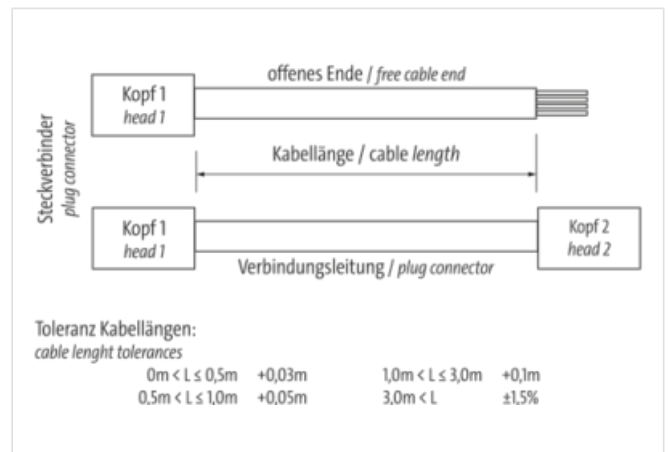 offenes Ende / free cable end
Kopf 1
head 1
Steckverbinder
plug connector
Kabellänge / cable length
Kopf 1
head 1
Kopf 2
head 2
Verbindungsleitung / plug connector
Toleranz Kabellängen:
cable lenght tolerances
0m < L ≤ 0,5m +0,03m 1,0m < L ≤ 3,0m +0,1m
0,5m < L ≤ 1,0m +0,05m 3,0m < L ±1,5%